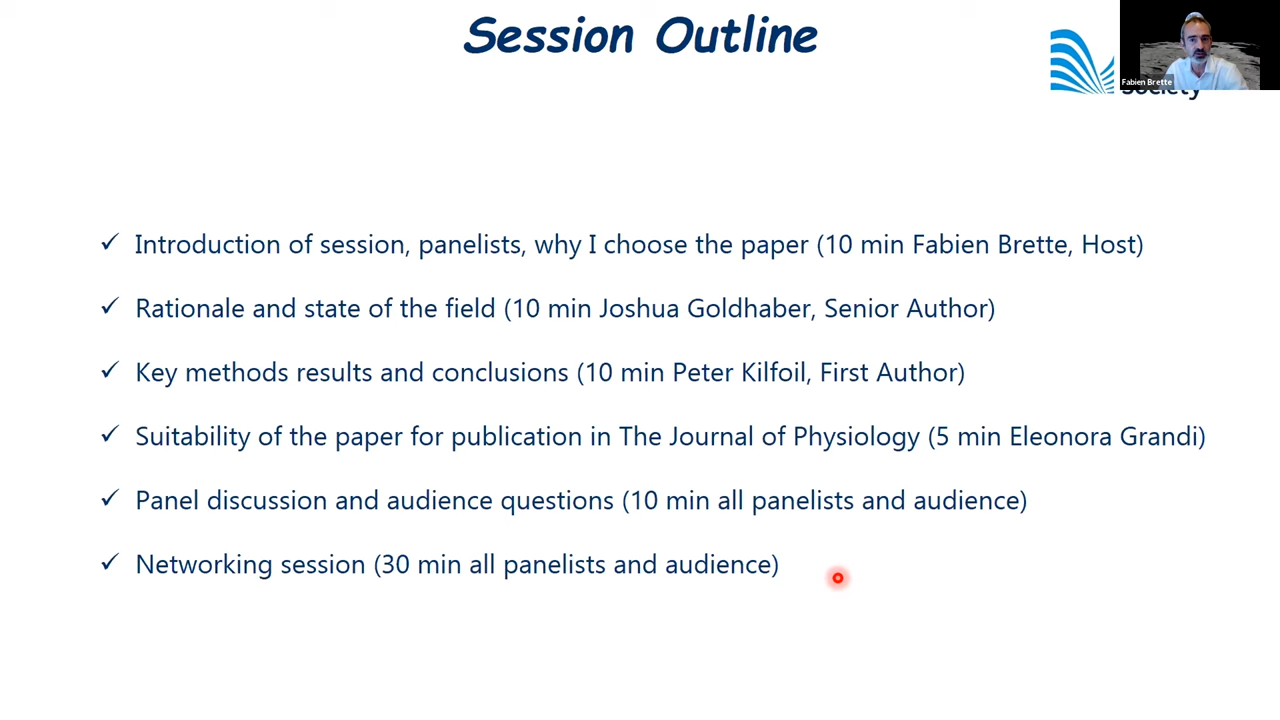 Session Outline
Fabien Brette
Society
Introduction of session, panelists, why I choose the paper (10 min Fabien Brette, Host)
Rationale and state of the field (10 min Joshua Goldhaber, Senior Author)
Key methods results and conclusions (10 min Peter Kilfoil, First Author)
Suitability of the paper for publication in The Journal of Physiology (5 min Eleonora Grandi)
Panel discussion and audience questions (10 min all panelists and audience)
Networking session (30 min all panelists and audience)